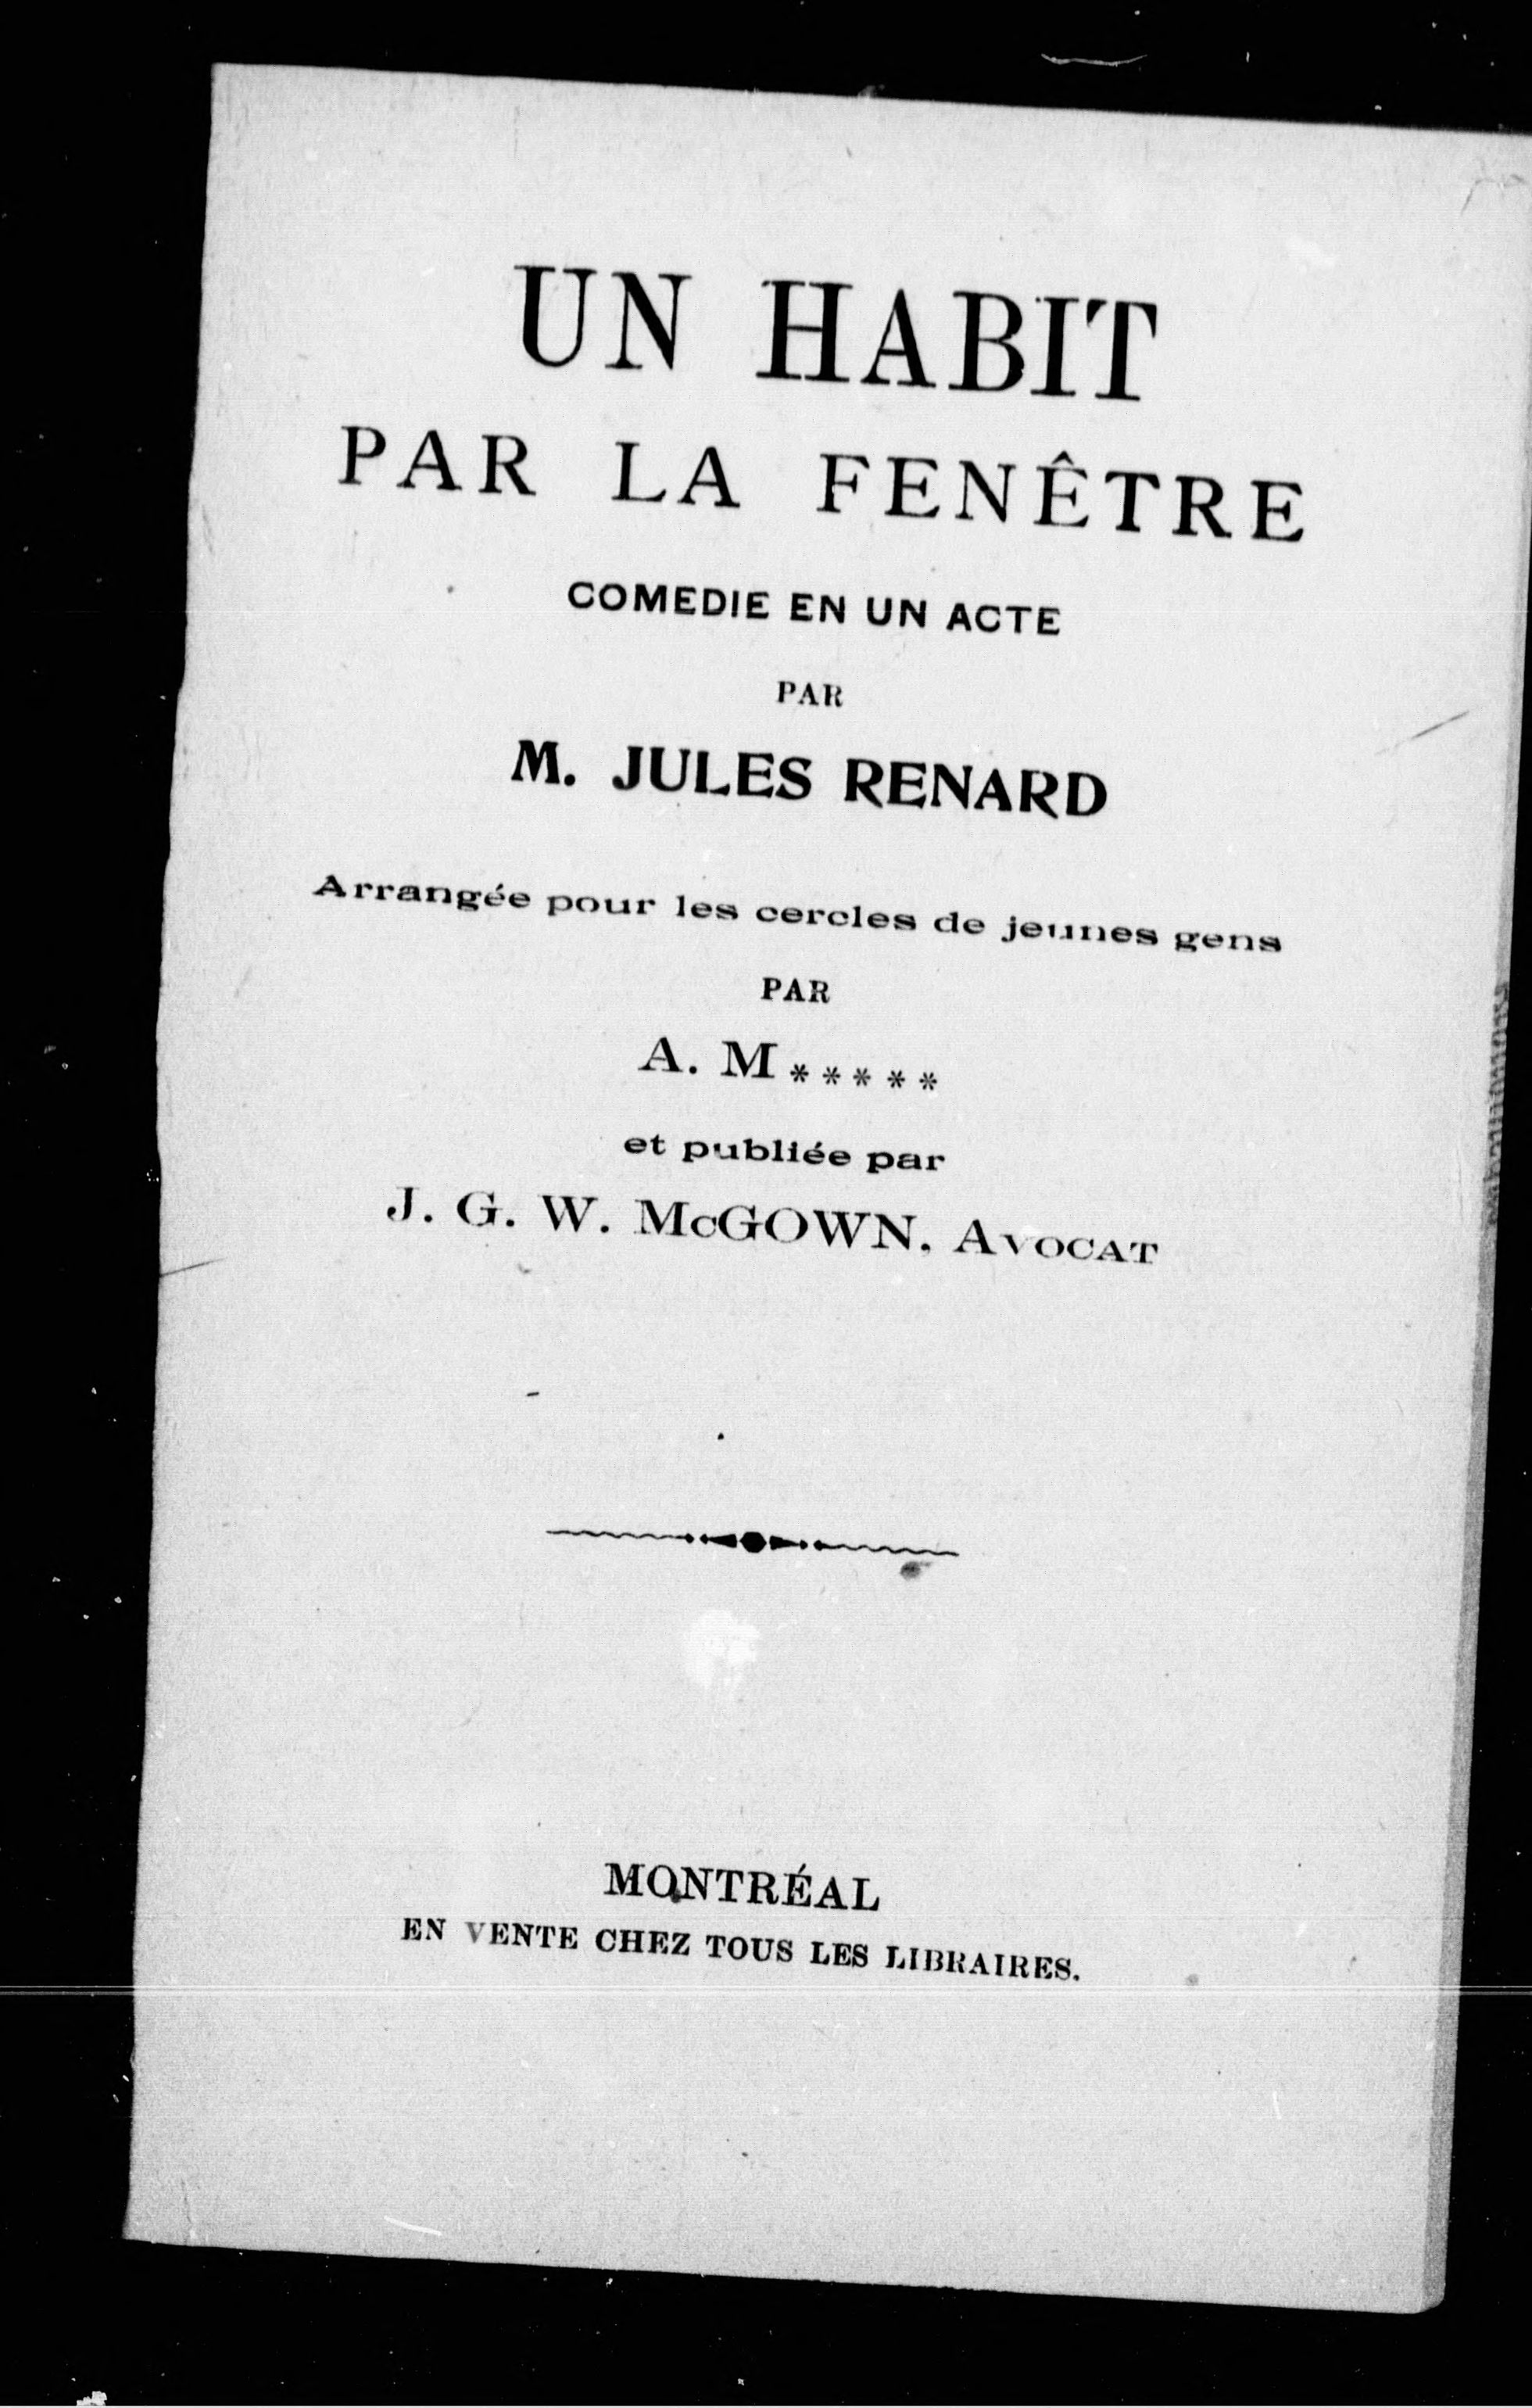 UN HABIT
PAR LA FENÊTRE
COMEDIE EN UN ACTE
PAR
M. JULES RENARD
Arrangée pour les cercles de jeunes gens
PAR
A. M*****
et publiée par
J. G. W. McGOWN, AVOCAT
MONTRÉAL
EN VENTE CHEZ TOUS LES LIBRAIRES.